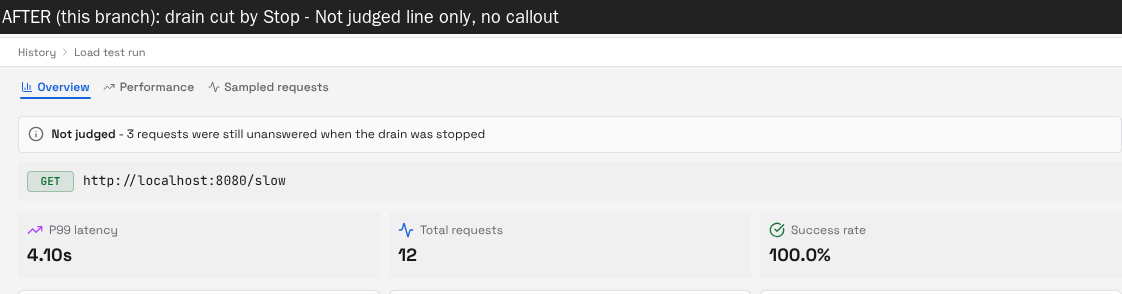 AFTER (this branch): drain cut by Stop - Not judged line only, no callout
History > Load test run
Overview Performance Sampled requests
Not judged - 3 requests were still unanswered when the drain was stopped
GET http://localhost:8080/slow
P99 latency Total requests Success rate
4.10s 12 100.0%